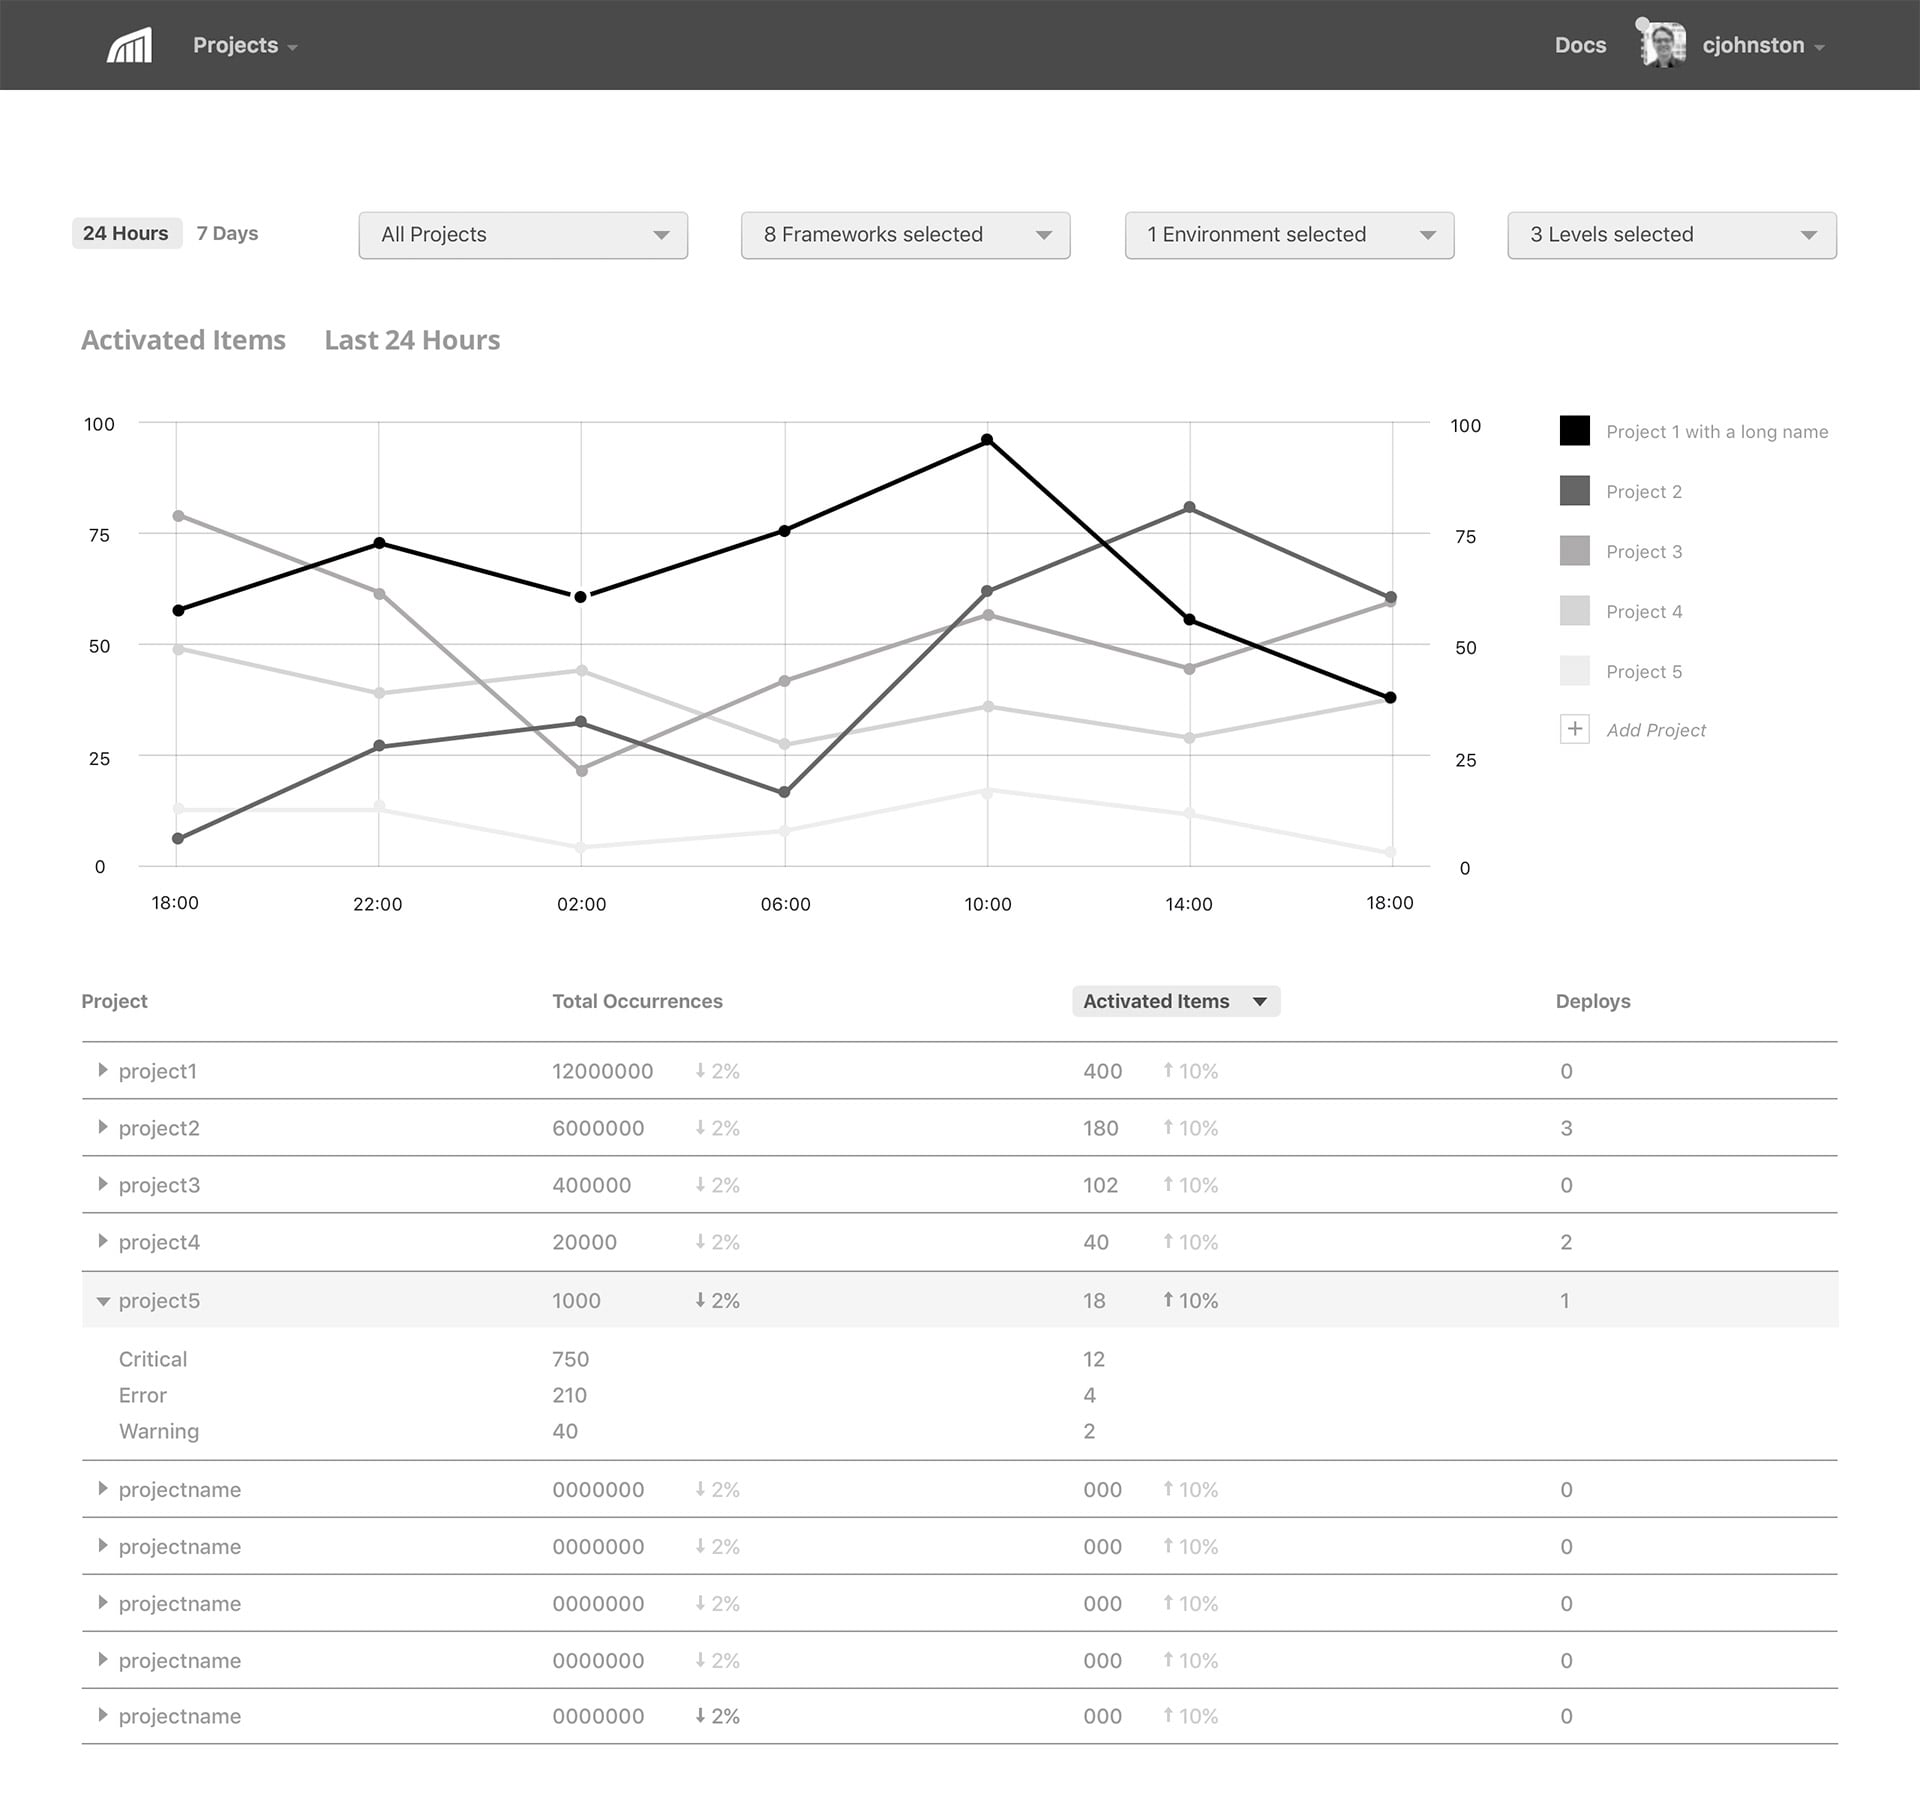 Projects Docs cjohnston
24 Hours 7 Days All Projects 8 Frameworks selected 1 Environment selected 3 Levels selected
Activated Items Last 24 Hours
100 100 Project 1 with a long name
Project 2
75 75 Project 3
Project 4
50 50 Project 5
Add Project
25 25
0 0
18:00 22:00 02:00 06:00 10:00 14:00 18:00
Project Total Occurrences Activated Items Deploys
project1 12000000 ↓ 2% 400 ↑ 10% 0
project2 6000000 ↓ 2% 180 ↑ 10% 3
project3 400000 ↓ 2% 102 ↑ 10% 0
project4 20000 ↓ 2% 40 ↑ 10% 2
project5 1000 ↓ 2% 18 ↑ 10% 1
Critical 750 12
Error 210 4
Warning 40 2
projectname 0000000 ↓ 2% 000 ↑ 10% 0
projectname 0000000 ↓ 2% 000 ↑ 10% 0
projectname 0000000 ↓ 2% 000 ↑ 10% 0
projectname 0000000 ↓ 2% 000 ↑ 10% 0
projectname 0000000 ↓ 2% 000 ↑ 10% 0